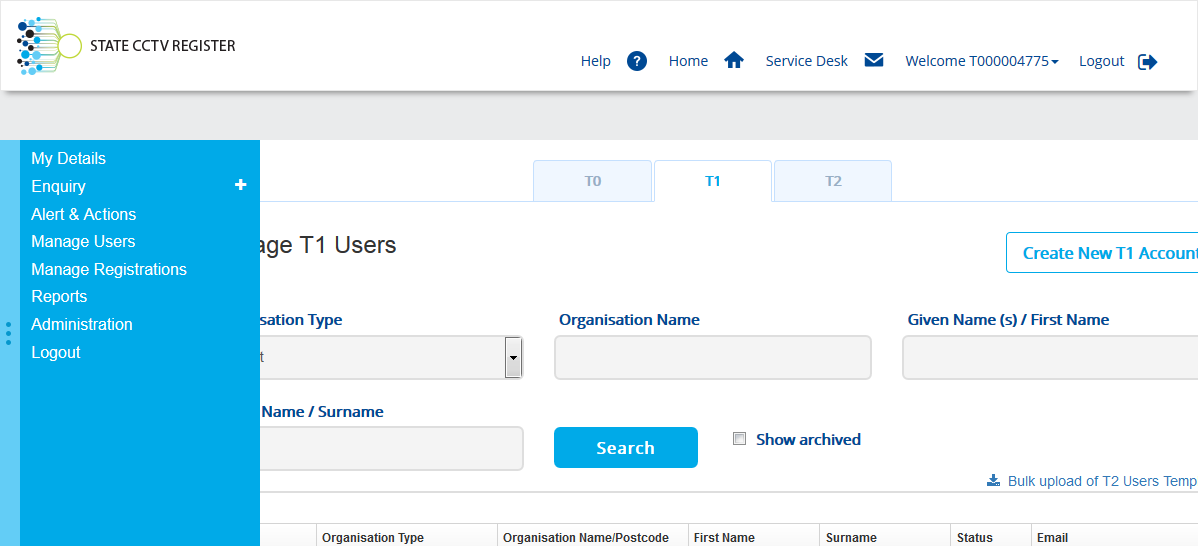 STATE CCTV REGISTER
Help ? Home Service Desk Welcome T000004775 Logout
My Details
Enquiry +
Alert & Actions
Manage Users
Manage Registrations
Reports
Administration
Logout
T0 T1 T2
age T1 Users
Create New T1 Account
sation Type Organisation Name Given Name (s) / First Name
t
Name / Surname
Search Show archived
Bulk upload of T2 Users Temp
Organisation Type Organisation Name/Postcode First Name Surname Status Email